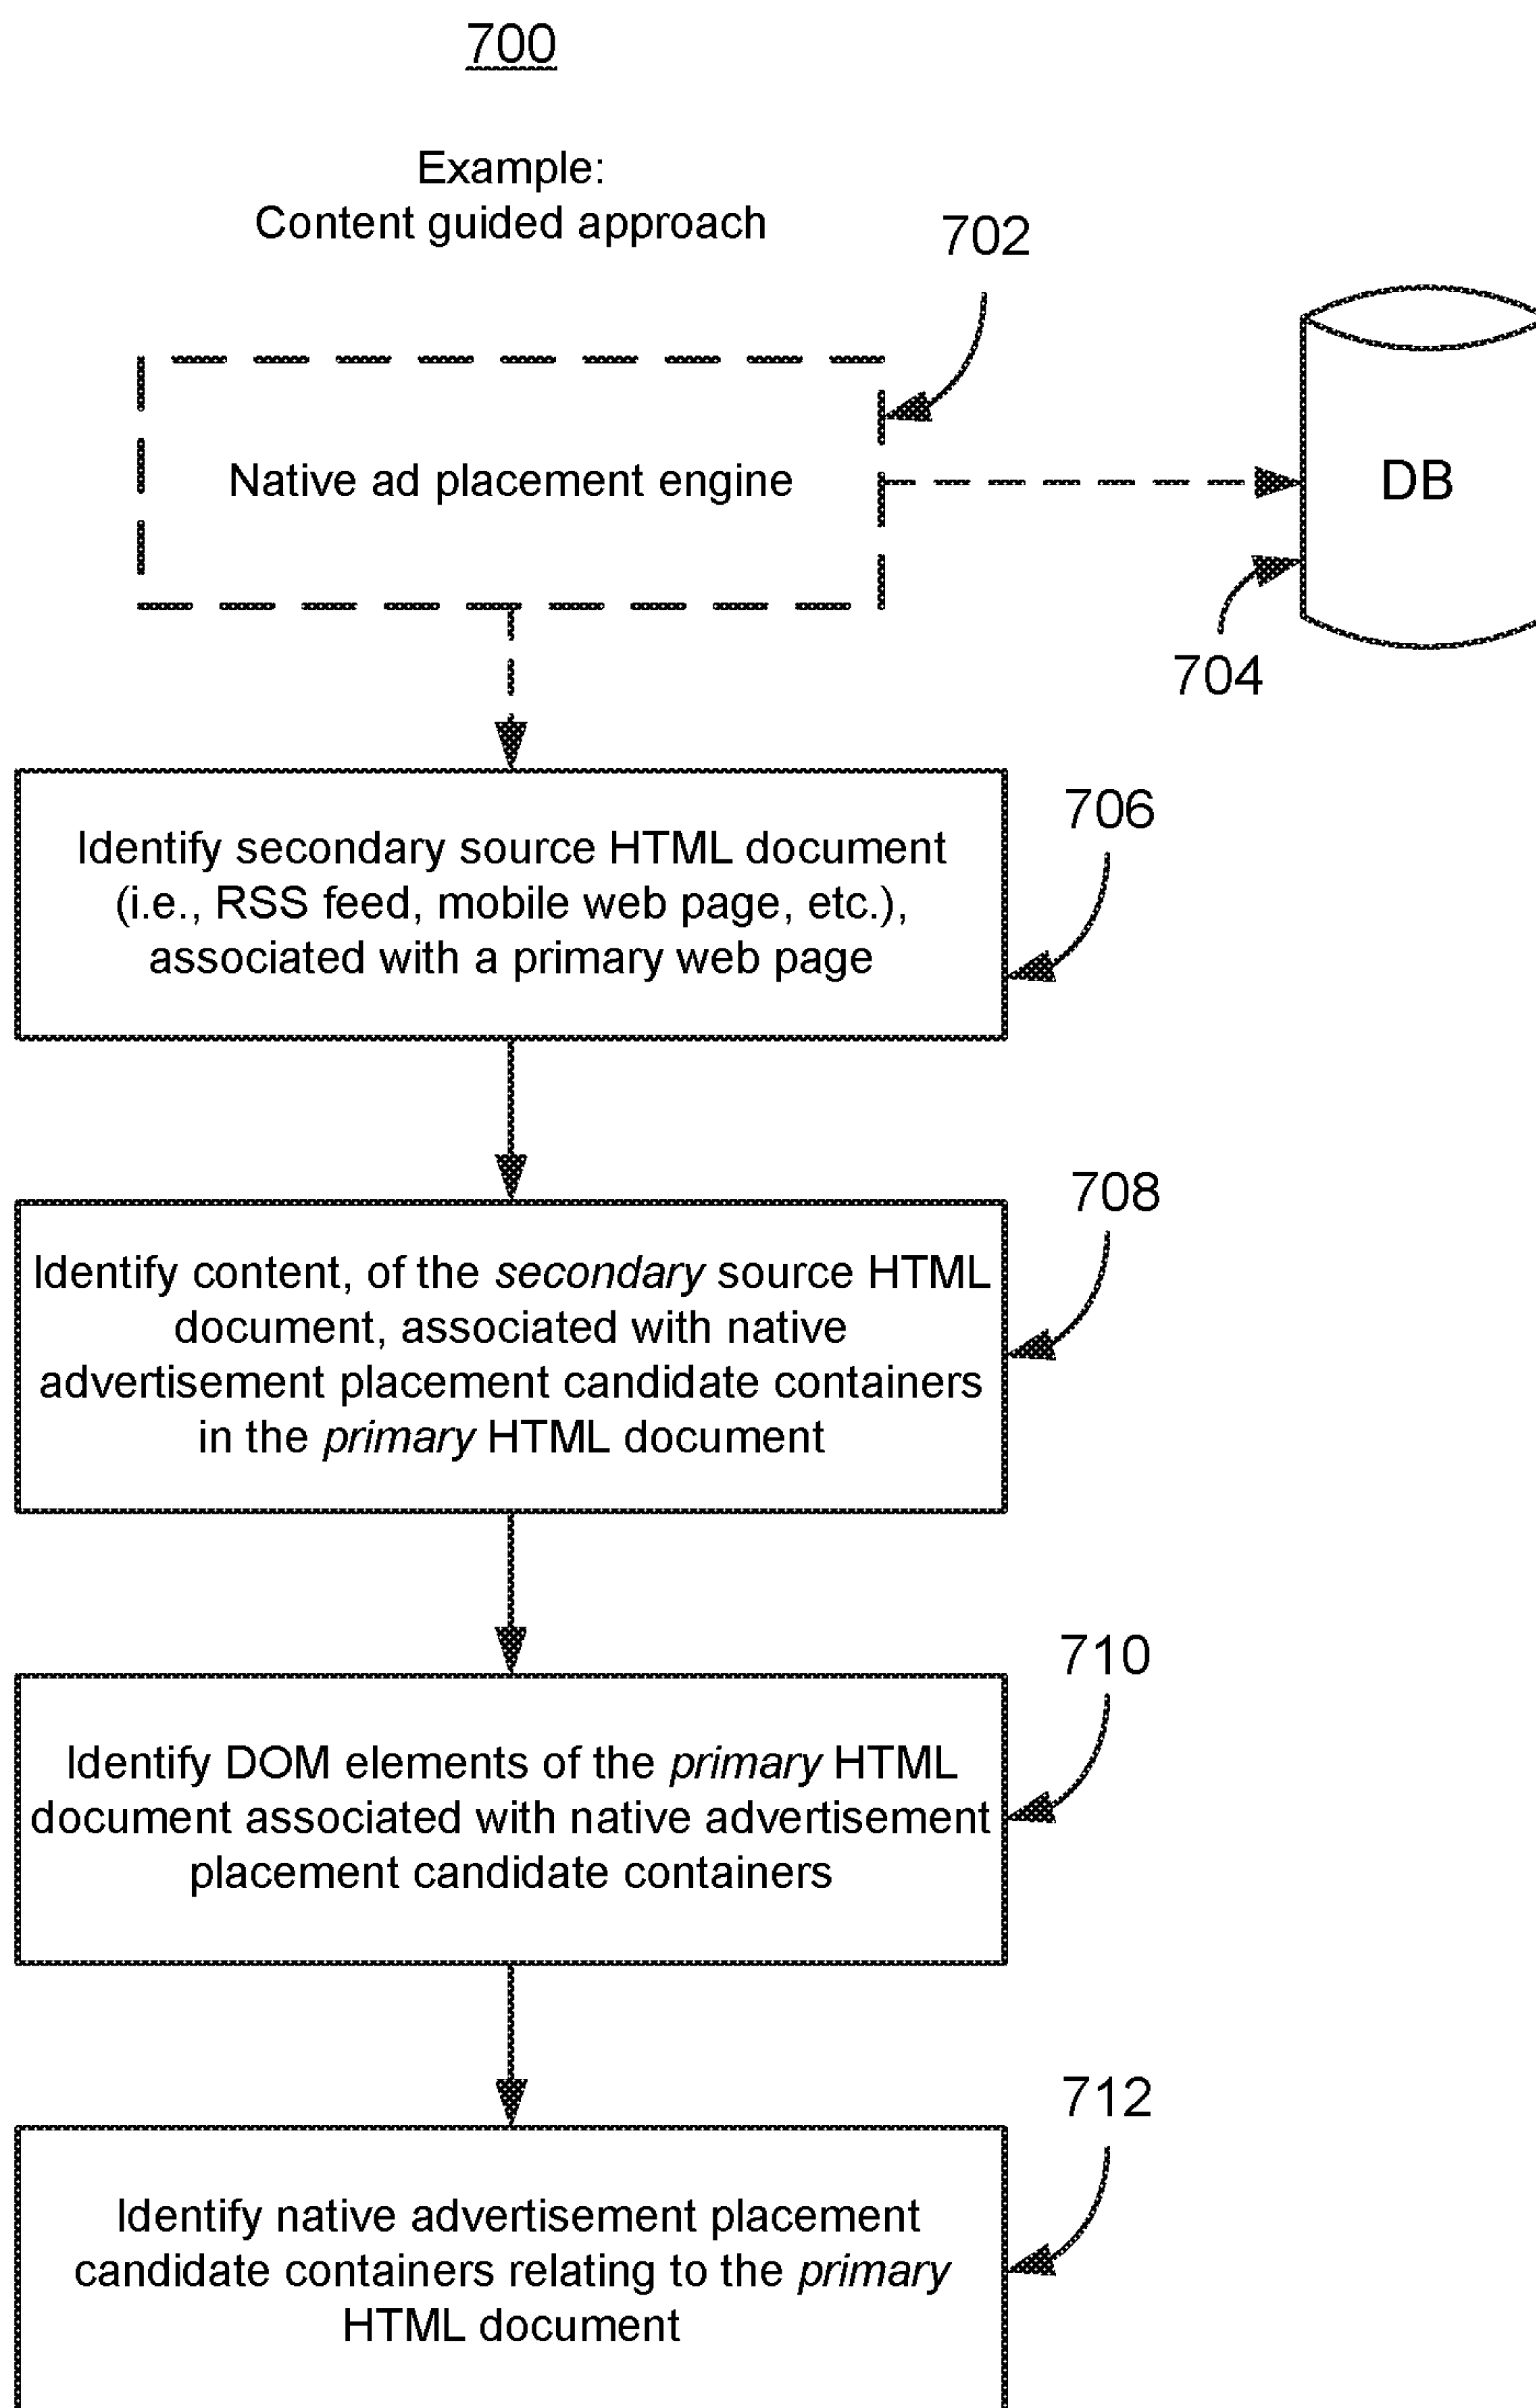 700
Example:
Content guided approach
702
Native ad placement engine
DB
704
Identify secondary source HTML document
(i.e., RSS feed, mobile web page, etc.),
associated with a primary web page
706
Identify content, of the secondary source HTML
document, associated with native
advertisement placement candidate containers
in the primary HTML document
708
Identify DOM elements of the primary HTML
document associated with native advertisement
placement candidate containers
710
Identify native advertisement placement
candidate containers relating to the primary
HTML document
712